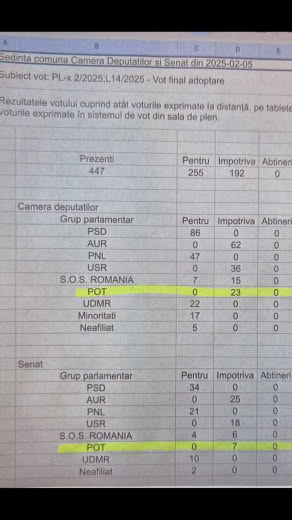 A B C D E
Sedinta comuna Camera Deputatilor si Senat din 2025-02-05
Subiect vot: PL-x 2/2025,L14/2025 - Vot final adoptare
Rezultatele votului cuprind atât voturile exprimate la distanță, pe tablete
voturile exprimate în sistemul de vot din sala de plen.
Prezenti Pentru Impotriva Abtineri
447 255 192 0
Camera deputatilor
Grup parlamentar Pentru Impotriva Abtineri
PSD 86 0 0
AUR 0 62 0
PNL 47 0 0
USR 0 36 0
S.O.S. ROMANIA 7 15 0
POT 0 23 0
UDMR 22 0 0
Minoritati 17 0 0
Neafiliat 5 0 0
Senat
Grup parlamentar Pentru Impotriva Abtineri
PSD 34 0 0
AUR 0 25 0
PNL 21 0 0
USR 0 18 0
S.O.S. ROMANIA 4 6 0
POT 0 7 0
UDMR 10 0 0
Neafiliat 2 0 0